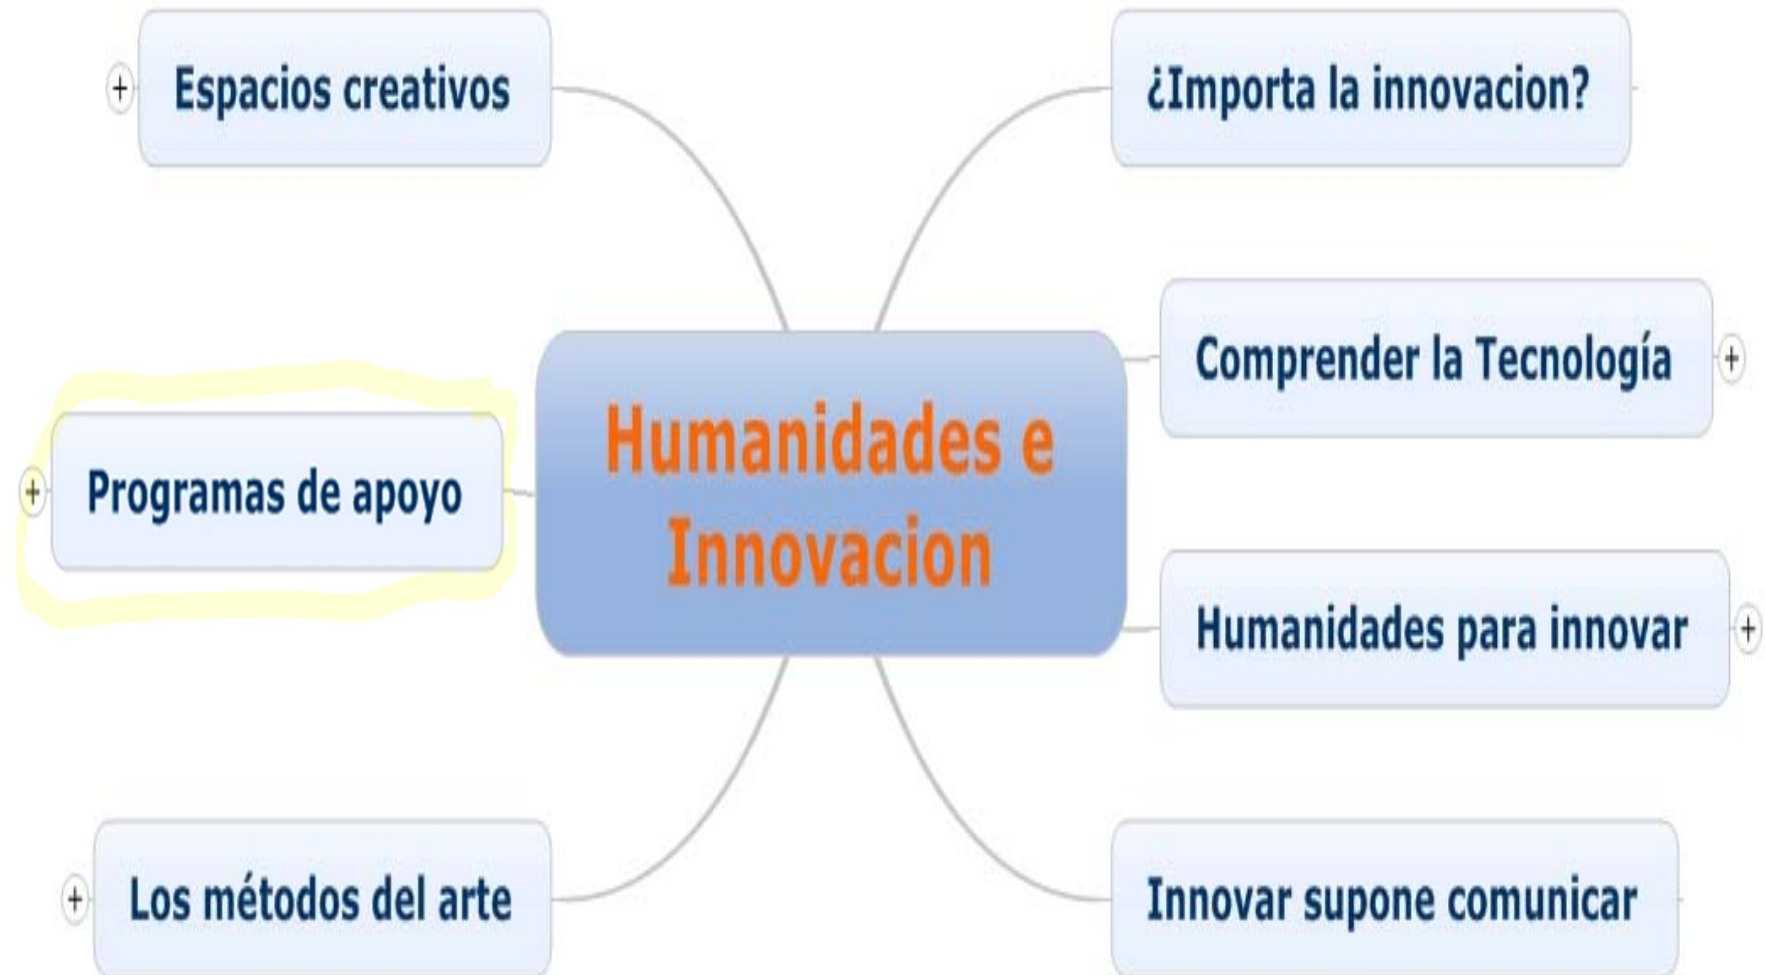 Espacios creativos
¿Importa la innovacion?
Comprender la Tecnología
Humanidades e
Innovacion
Programas de apoyo
Humanidades para innovar
Los métodos del arte
Innovar supone comunicar